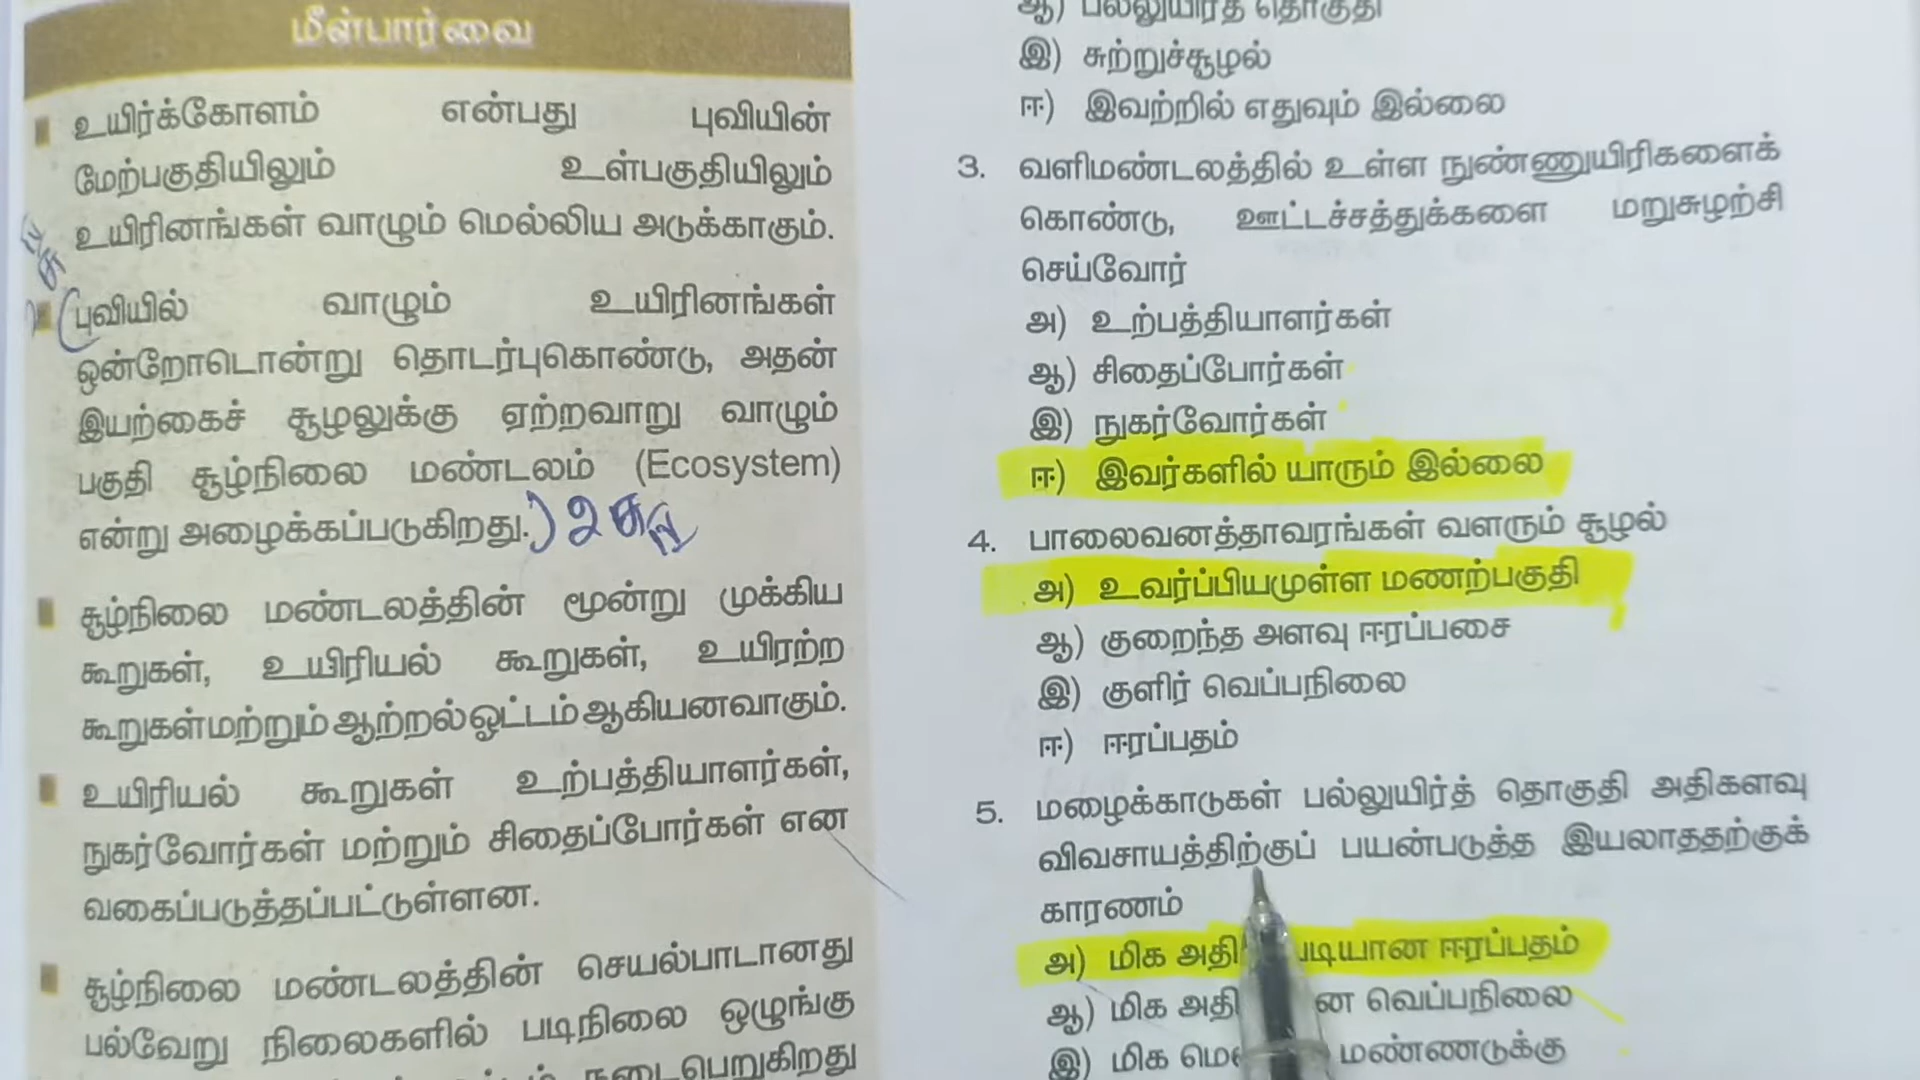 மீள்பார்வை
உயிர்க்கோளம் என்பது புவியின்
மேற்பகுதியிலும் உள்பகுதியிலும்
உயிரினங்கள் வாழும் மெல்லிய அடுக்காகும்.
புவியில் வாழும் உயிரினங்கள்
ஒன்றோடொன்று தொடர்புகொண்டு, அதன்
இயற்கைச் சூழலுக்கு ஏற்றவாறு வாழும்
பகுதி சூழ்நிலை மண்டலம் (Ecosystem)
என்று அழைக்கப்படுகிறது.
சூழ்நிலை மண்டலத்தின் மூன்று முக்கிய
கூறுகள், உயிரியல் கூறுகள், உயிரற்ற
கூறுகள்மற்றும் ஆற்றல் ஓட்டம் ஆகியனவாகும்.
உயிரியல் கூறுகள் உற்பத்தியாளர்கள்,
நுகர்வோர்கள் மற்றும் சிதைப்போர்கள் என
வகைப்படுத்தப்பட்டுள்ளன.
சூழ்நிலை மண்டலத்தின் செயல்பாடானது
பல்வேறு நிலைகளில் படிநிலை ஒழுங்கு
நடைபெறுகிறது
ஆ) பல்லுயிர்த் தொகுதி
இ) சுற்றுச்சூழல்
ஈ) இவற்றில் எதுவும் இல்லை
3. வளிமண்டலத்தில் உள்ள நுண்ணுயிரிகளைக்
கொண்டு, ஊட்டச்சத்துக்களை மறுசுழற்சி
செய்வோர்
அ) உற்பத்தியாளர்கள்
ஆ) சிதைப்போர்கள்
இ) நுகர்வோர்கள்
ஈ) இவர்களில் யாரும் இல்லை
4. பாலைவனத்தாவரங்கள் வளரும் சூழல்
அ) உவர்ப்பியமுள்ள மணற்பகுதி
ஆ) குறைந்த அளவு ஈரப்பசை
இ) குளிர் வெப்பநிலை
ஈ) ஈரப்பதம்
5. மழைக்காடுகள் பல்லுயிர்த் தொகுதி அதிகளவு
விவசாயத்திற்குப் பயன்படுத்த இயலாததற்குக்
காரணம்
அ) மிக ஈரப்பதம்
ஆ) மிக வெப்பநிலை
இ) மிக மண்ணடுக்கு